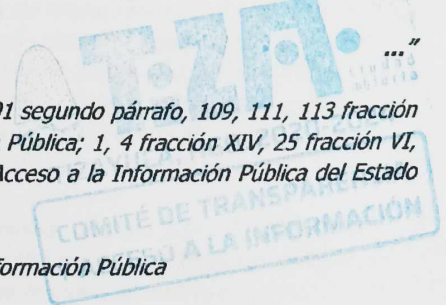 ..."
01 segundo párrafo, 109, 111, 113 fracción
Pública; 1, 4 fracción XIV, 25 fracción VI,
Acceso a la Información Pública del Estado
COMITÉ DE TRANSPARENCIA
ACCESO A LA INFORMACIÓN
formación Pública